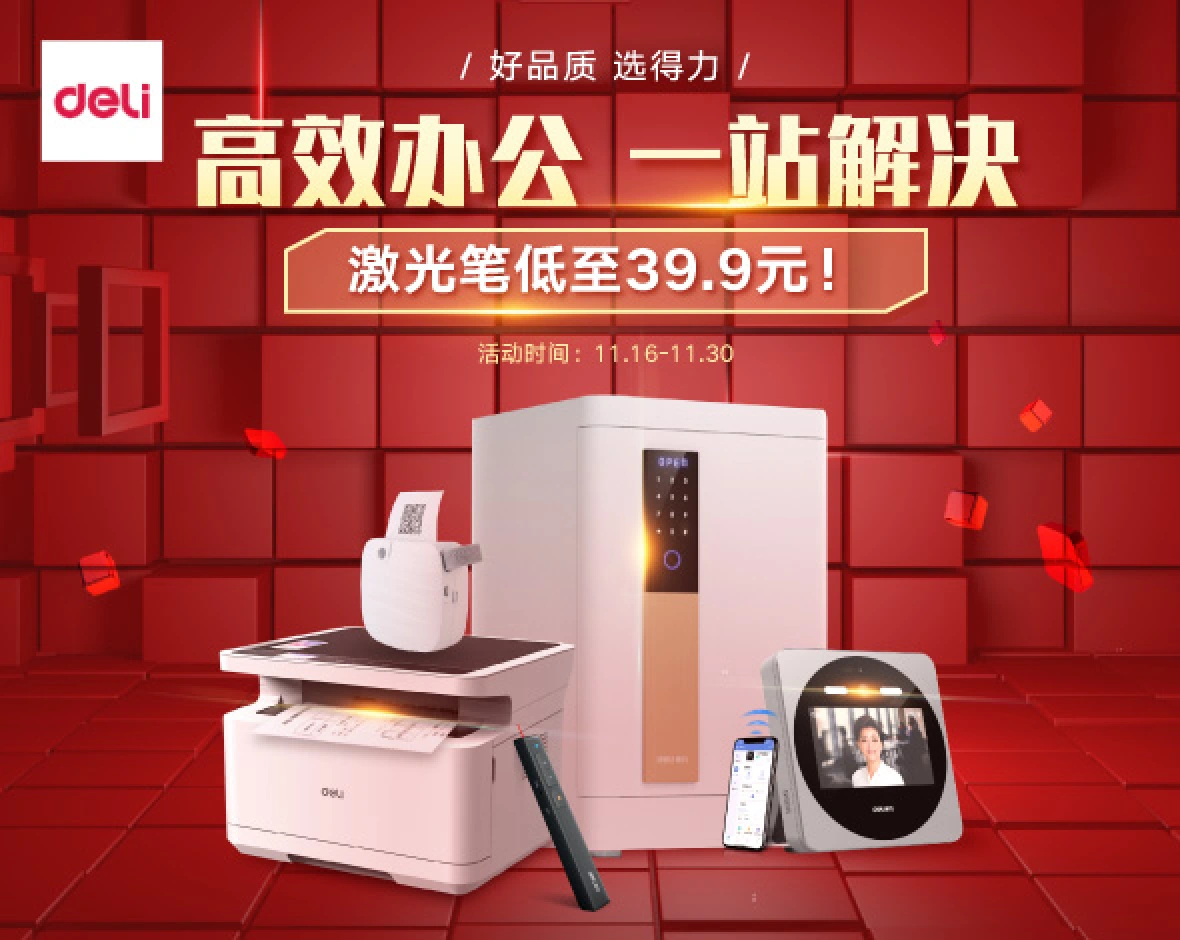 deli
/ 好品质 选得力 /
高效办公 一站解决
激光笔低至39.9元!
活动时间: 11.16-11.30
OPEN
deli